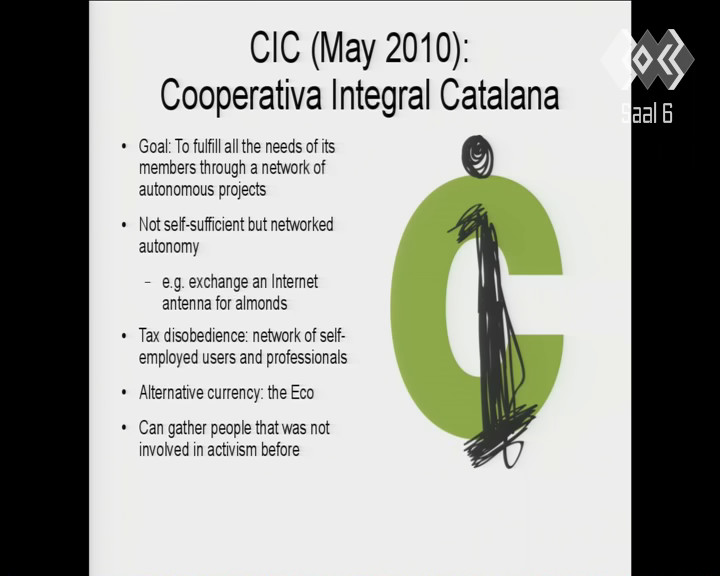 CIC (May 2010):
Cooperativa Integral Catalana
Saal 6
• Goal: To fulfill all the needs of its
members through a network of
autonomous projects
• Not self-sufficient but networked
autonomy
– e.g. exchange an Internet
antenna for almonds
• Tax disobedience: network of self-
employed users and professionals
• Alternative currency: the Eco
• Can gather people that was not
involved in activism before